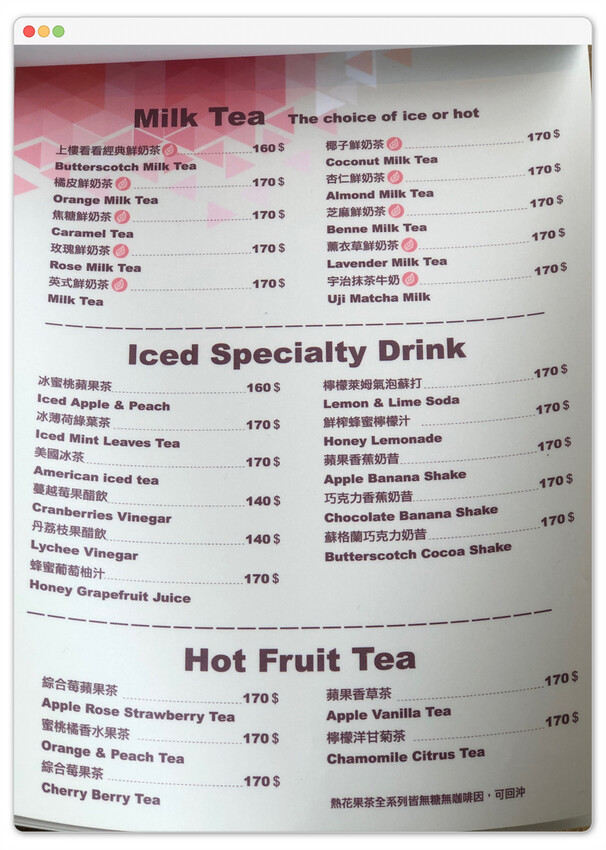 Milk Tea The choice of ice or hot
上樓看看經典鮮奶茶 160 $
Butterscotch Milk Tea
橘皮鮮奶茶 170 $
Orange Milk Tea
焦糖鮮奶茶 170 $
Caramel Tea
玫瑰鮮奶茶 170 $
Rose Milk Tea
英式鮮奶茶 170 $
Milk Tea
椰子鮮奶茶 170 $
Coconut Milk Tea
杏仁鮮奶茶 170 $
Almond Milk Tea
芝麻鮮奶茶 170 $
Benne Milk Tea
薰衣草鮮奶茶 170 $
Lavender Milk Tea
宇治抹茶牛奶 170 $
Uji Matcha Milk
Iced Specialty Drink
冰蜜桃蘋果茶 160 $
Iced Apple & Peach
冰薄荷綠葉茶 170 $
Iced Mint Leaves Tea
美國冰茶 170 $
American iced tea
蔓越莓果醋飲 140 $
Cranberries Vinegar
丹荔枝果醋飲 140 $
Lychee Vinegar
蜂蜜葡萄柚汁 170 $
Honey Grapefruit Juice
檸檬萊姆氣泡蘇打 170 $
Lemon & Lime Soda
鮮榨蜂蜜檸檬汁 170 $
Honey Lemonade
蘋果香蕉奶昔 170 $
Apple Banana Shake
巧克力香蕉奶昔 170 $
Chocolate Banana Shake
蘇格蘭巧克力奶昔 170 $
Butterscotch Cocoa Shake
Hot Fruit Tea
綜合莓蘋果茶 170 $
Apple Rose Strawberry Tea
蜜桃橘香水果茶 170 $
Orange & Peach Tea
綜合莓果茶 170 $
Cherry Berry Tea
蘋果香草茶 170 $
Apple Vanilla Tea
檸檬洋甘菊茶 170 $
Chamomile Citrus Tea
熱花果茶全系列皆無糖無咖啡因，可回沖